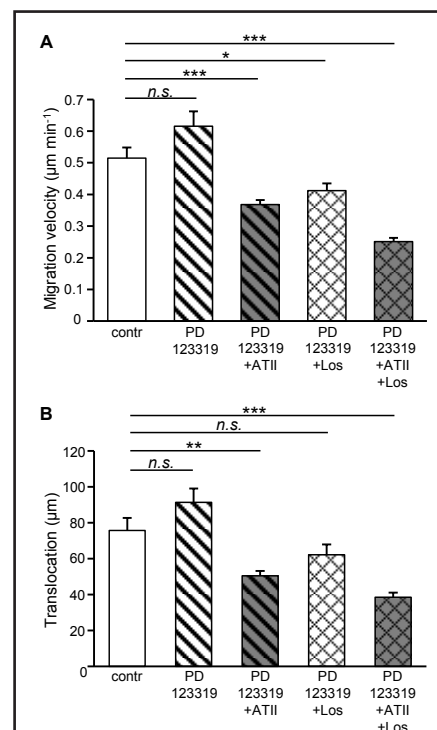 A
***
*
***
n.s.
Migration velocity (µm min-1)
0.7
0.6
0.5
0.4
0.3
0.2
0.1
0
contr
PD
123319
PD
123319
+ATII
PD
123319
+Los
PD
123319
+ATII
+Los
B
***
n.s.
**
n.s.
Translocation (µm)
120
100
80
60
40
20
0
contr
PD
123319
PD
123319
+ATII
PD
123319
+Los
PD
123319
+ATII
+Los